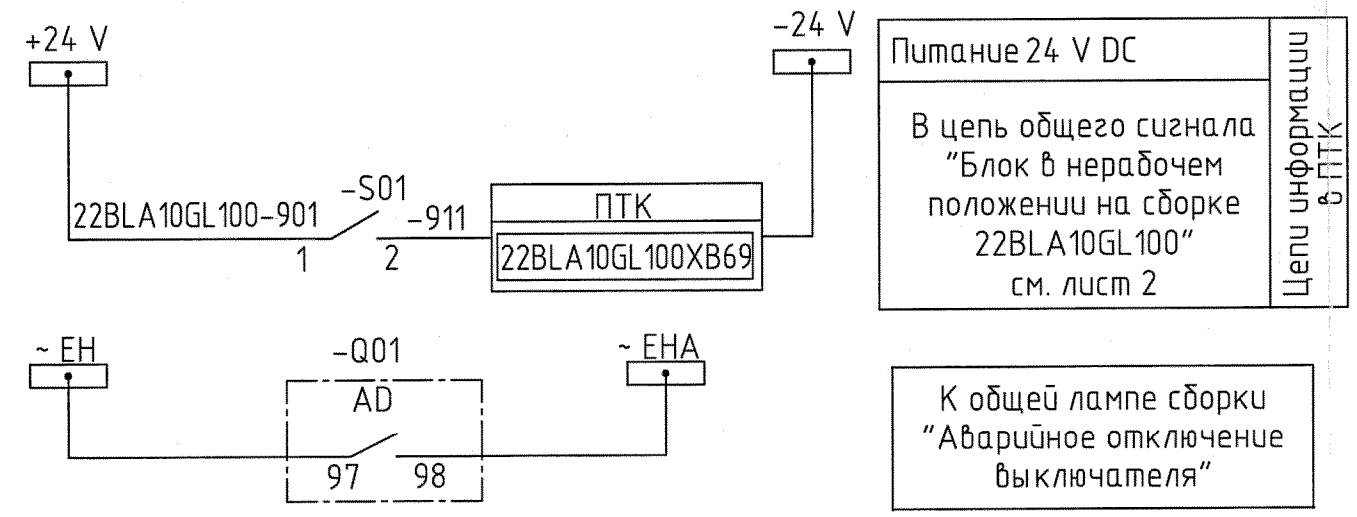 +24 V
-24 V
22BLA10GL100-901
-S01
-911
1
2
ПТК
22BLA10GL100XB69
Питание 24 V DC
В цепь общего сигнала
"Блок в нерабочем
положении на сборке
22BLA10GL100"
см. лист 2
Цепи информации
в ПТК
~ EH
-Q01
~ EHA
AD
97
98
К общей лампе сборки
"Аварийное отключение
выключателя"